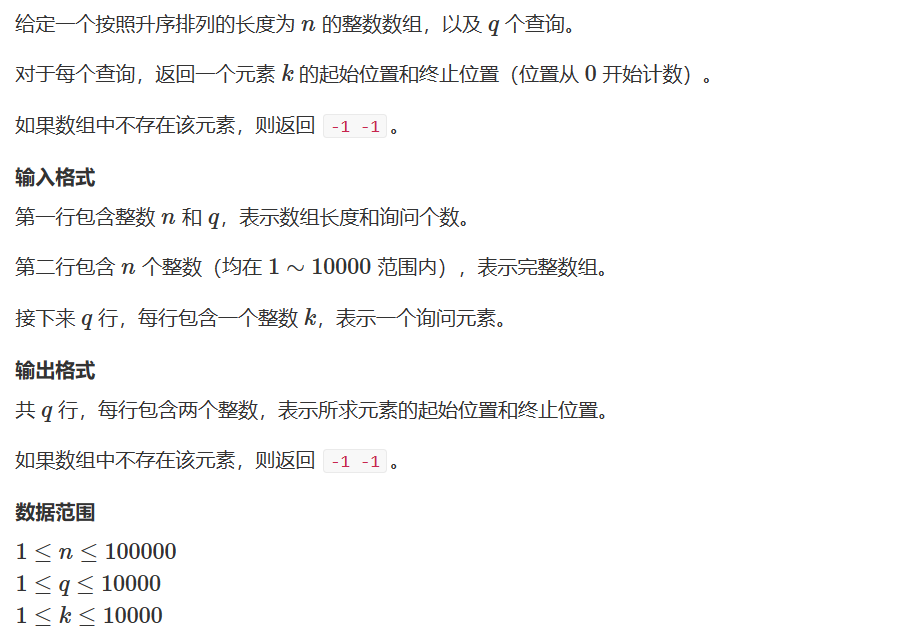 给定一个按照升序排列的长度为 n 的整数数组，以及 q 个查询。
对于每个查询，返回一个元素 k 的起始位置和终止位置（位置从 0 开始计数）。
如果数组中不存在该元素，则返回 -1 -1 。
输入格式
第一行包含整数 n 和 q，表示数组长度和询问个数。
第二行包含 n 个整数（均在 1 ∼ 10000 范围内），表示完整数组。
接下来 q 行，每行包含一个整数 k，表示一个询问元素。
输出格式
共 q 行，每行包含两个整数，表示所求元素的起始位置和终止位置。
如果数组中不存在该元素，则返回 -1 -1 。
数据范围
1 ≤ n ≤ 100000
1 ≤ q ≤ 10000
1 ≤ k ≤ 10000